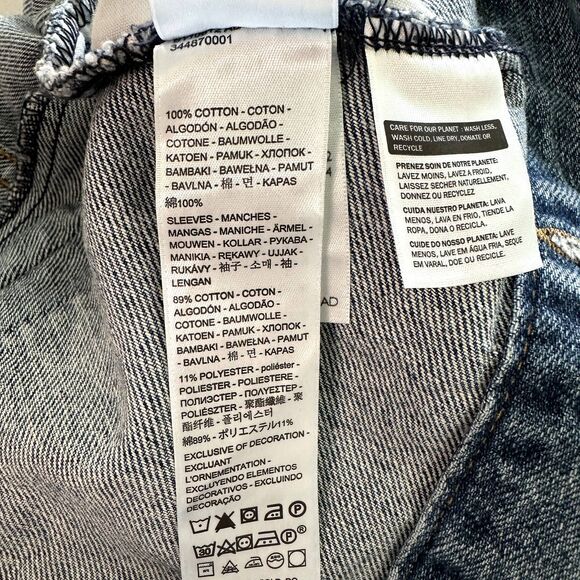 344870001
100% COTTON - COTON -
ALGODÓN - ALGODÃO -
COTONE - BAUMWOLLE -
KATOEN - PAMUK - ХЛОПОК -
BAMBAKI - BAWEŁNA - PAMUT
- BAVLNA - 棉 - 면 - KAPAS
綿100%
SLEEVES - MANCHES -
MANGAS - MANICHE - ÄRMEL -
MOUWEN - KOLLAR - РУКАВА -
MANIKIA - RĘKAWY - UJJAK -
RUKÁVY - 袖子 - 소매 - 袖 -
LENGAN
89% COTTON - COTON -
ALGODÓN - ALGODÃO -
COTONE - BAUMWOLLE -
KATOEN - PAMUK - ХЛОПОК -
BAMBAKI - BAWEŁNA - PAMUT
- BAVLNA - 棉 - 면 - KAPAS
11% POLYESTER - poliéster -
POLIESTER - POLIESTERE -
ПОЛИЭСТЕР - ΠΟΛΥΕΣΤΕΡ -
POLIÉSZTER - 聚酯纖維 - 聚
酯纤维 - 폴리에스터
綿89% - ポリエステル11%
EXCLUSIVE OF DECORATION -
EXCLUANT
L'ORNEMENTATION -
EXCLUYENDO ELEMENTOS
DECORATIVOS - EXCLUINDO
DECORAÇÃO
AD
CARE FOR OUR PLANET : WASH LESS,
WASH COLD, LINE DRY, DONATE OR
RECYCLE
PRENEZ SOIN DE NOTRE PLANETE:
LAVEZ MOINS, LAVEZ A FROID,
LAISSEZ SECHER NATURELLEMENT,
DONNEZ OU RECYCLEZ
CUIDA NUESTRO PLANETA: LAVA
MENOS, LAVA EN FRIO, TIENDE LA
ROPA, DONA O RECICLA.
CUIDE DO NOSSO PLANETA: LAVE
MENOS, LAVE EM ÁGUA FRIA, SEQUE
EM VARAL, DOE OU RECICLE.